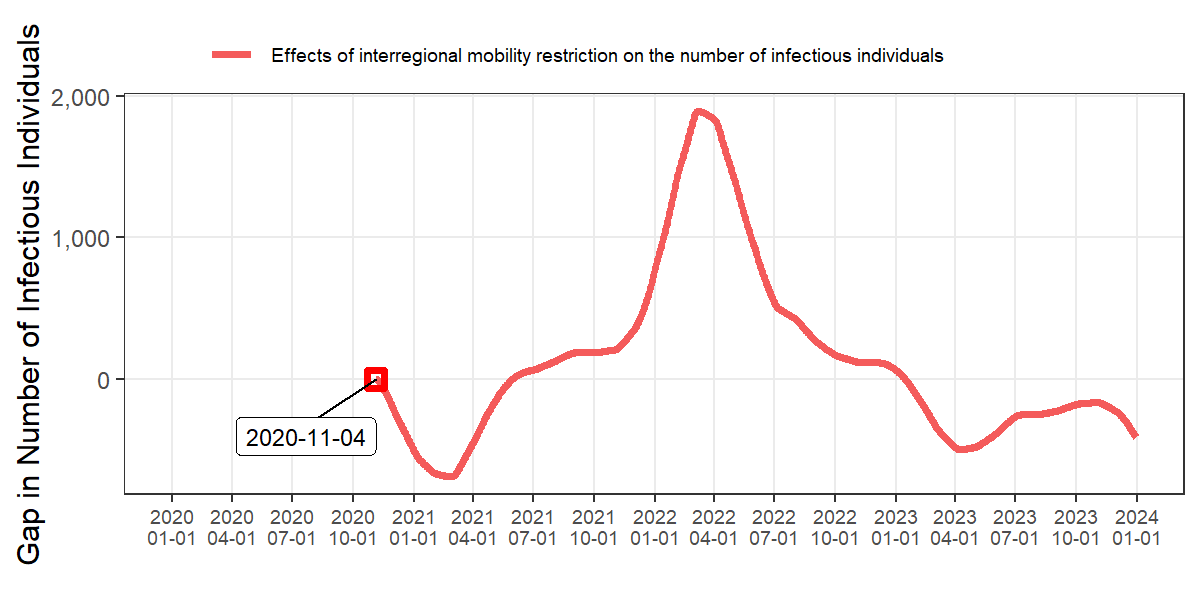 Effects of interregional mobility restriction on the number of infectious individuals
Gap in Number of Infectious Individuals
2,000
1,000
0
2020-11-04
2020 2020 2020 2020 2021 2021 2021 2021 2022 2022 2022 2022 2023 2023 2023 2023 2024
01-01 04-01 07-01 10-01 01-01 04-01 07-01 10-01 01-01 04-01 07-01 10-01 01-01 04-01 07-01 10-01 01-01